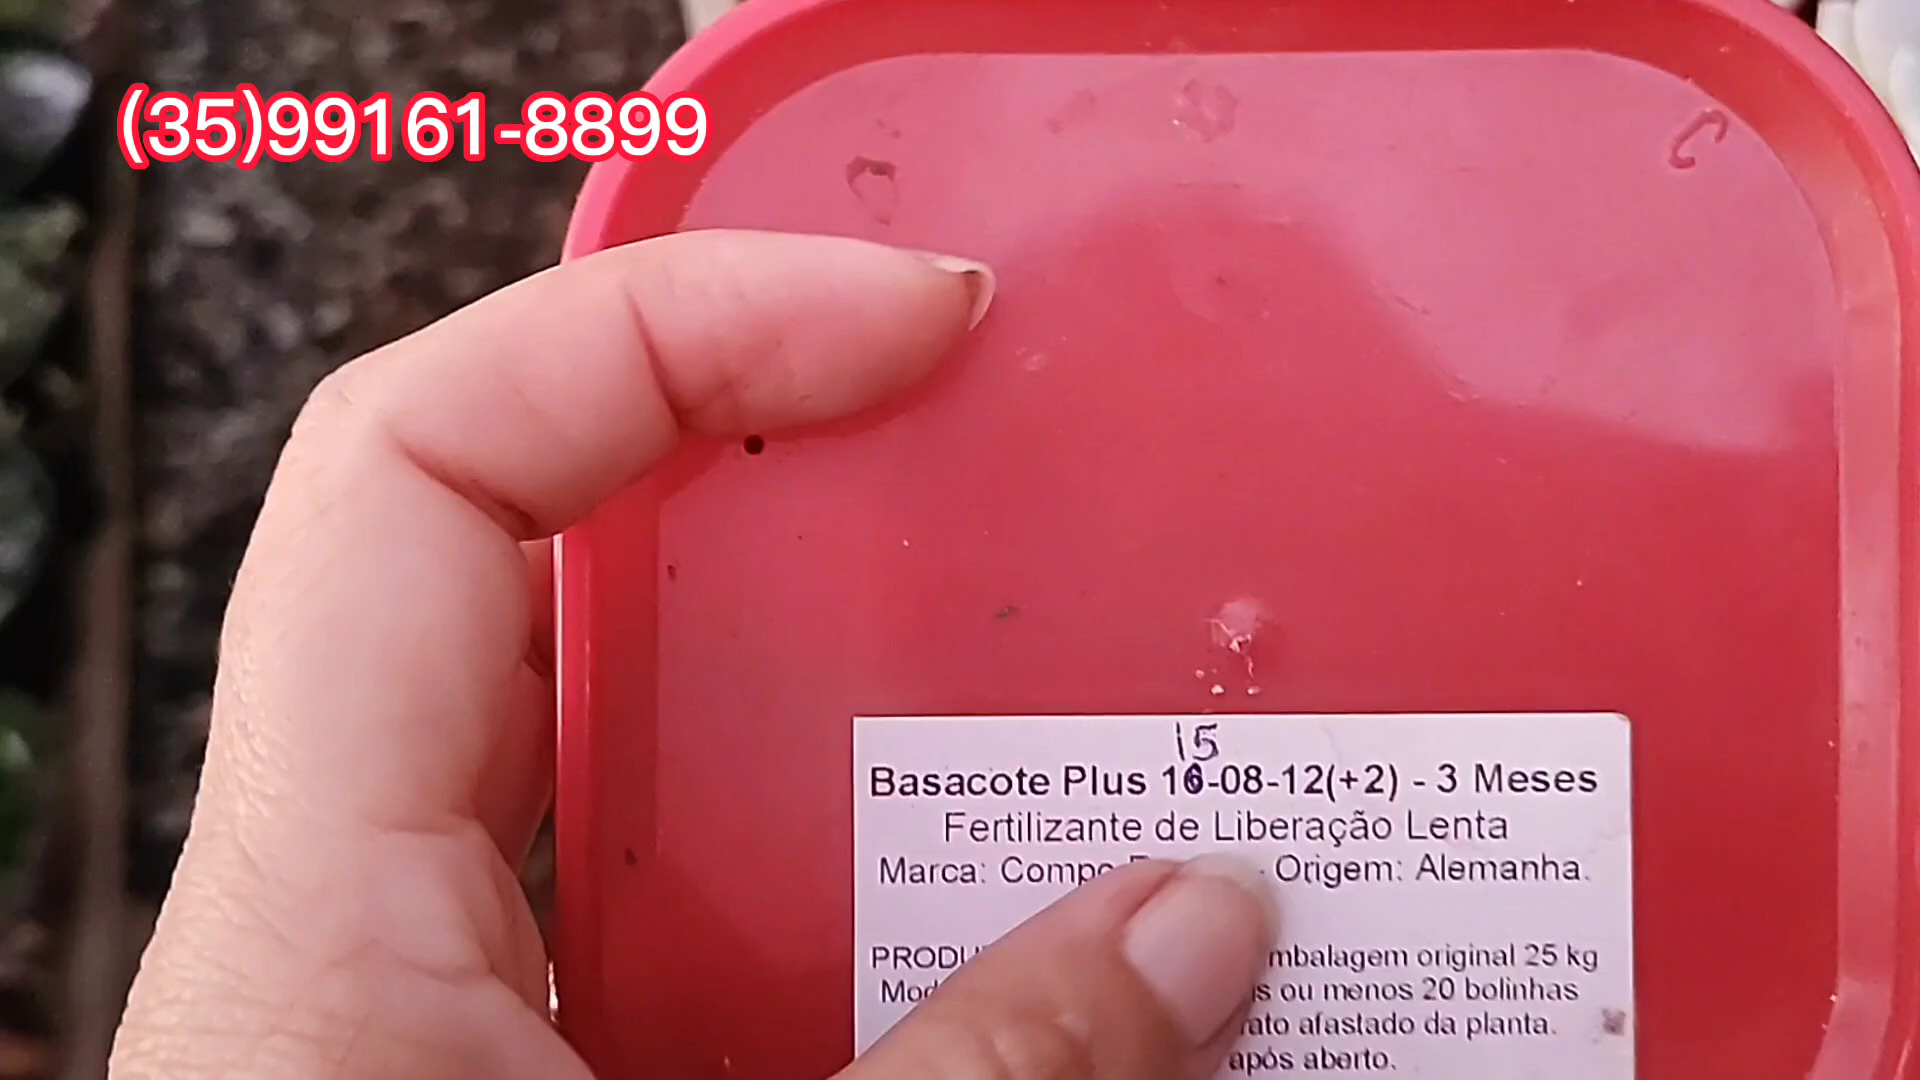 (35)99161-8899
15
Basacote Plus 16-08-12(+2) - 3 Meses
Fertilizante de Liberação Lenta
Marca: Compo - Origem: Alemanha.
mbalagem original 25 kg
s ou menos 20 bolinhas
afastado da planta.
após aberto.